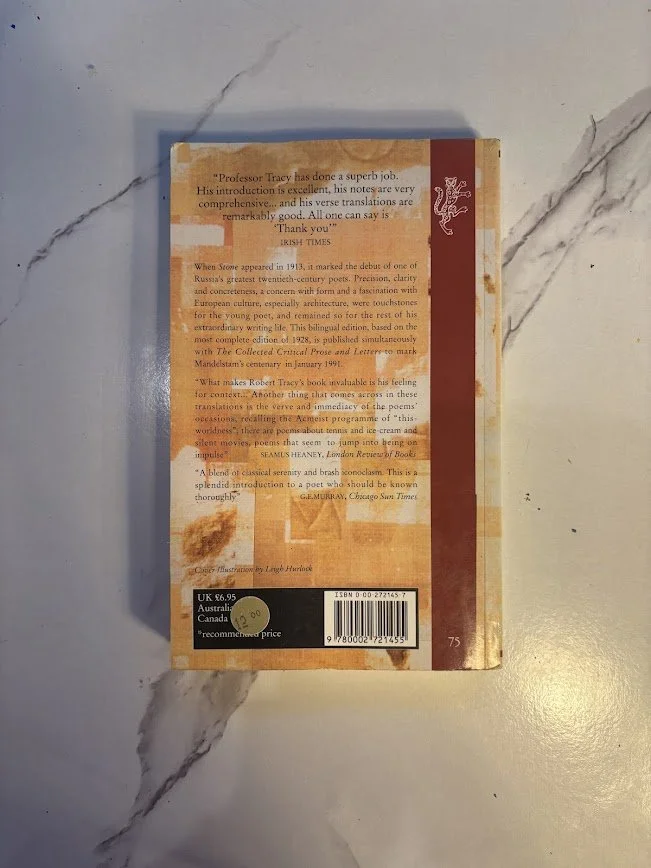 “Professor Tracy has done a superb job.
His introduction is excellent, his notes are very
comprehensive... and his verse translations are
remarkably good. All one can say is
‘Thank you’”
IRISH TIMES
When Stone appeared in 1913, it marked the debut of one of
Russia's greatest twentieth-century poets. Precision, clarity
and concreteness, a concern with form and a fascination with
European culture, especially architecture, were touchstones
for the young poet, and remained so for the rest of his
extraordinary writing life. This bilingual edition, based on the
most complete edition of 1928, is published simultaneously
with The Collected Critical Prose and Letters to mark
Mandelstam's centenary in January 1991.
“What makes Robert Tracy's book invaluable is his feeling
for context... Another thing that comes across in these
translations is the verve and immediacy of the poems'
occasions, recalling the Acmeist programme of “this-
worldness”; there are poems about tennis and ice-cream and
silent movies, poems that seem to jump into being on
impulse” SEAMUS HEANEY, London Review of Books
“A blend of classical serenity and brash iconoclasm. This is a
splendid introduction to a poet who should be known
thoroughly” G.E.MURRAY, Chicago Sun Times
Cover Illustration by Leigh Hurlock
UK £6.95
Australia
Canada
12.00
*recommended price
ISBN 0-00-272145-7
9 780002 721455
75